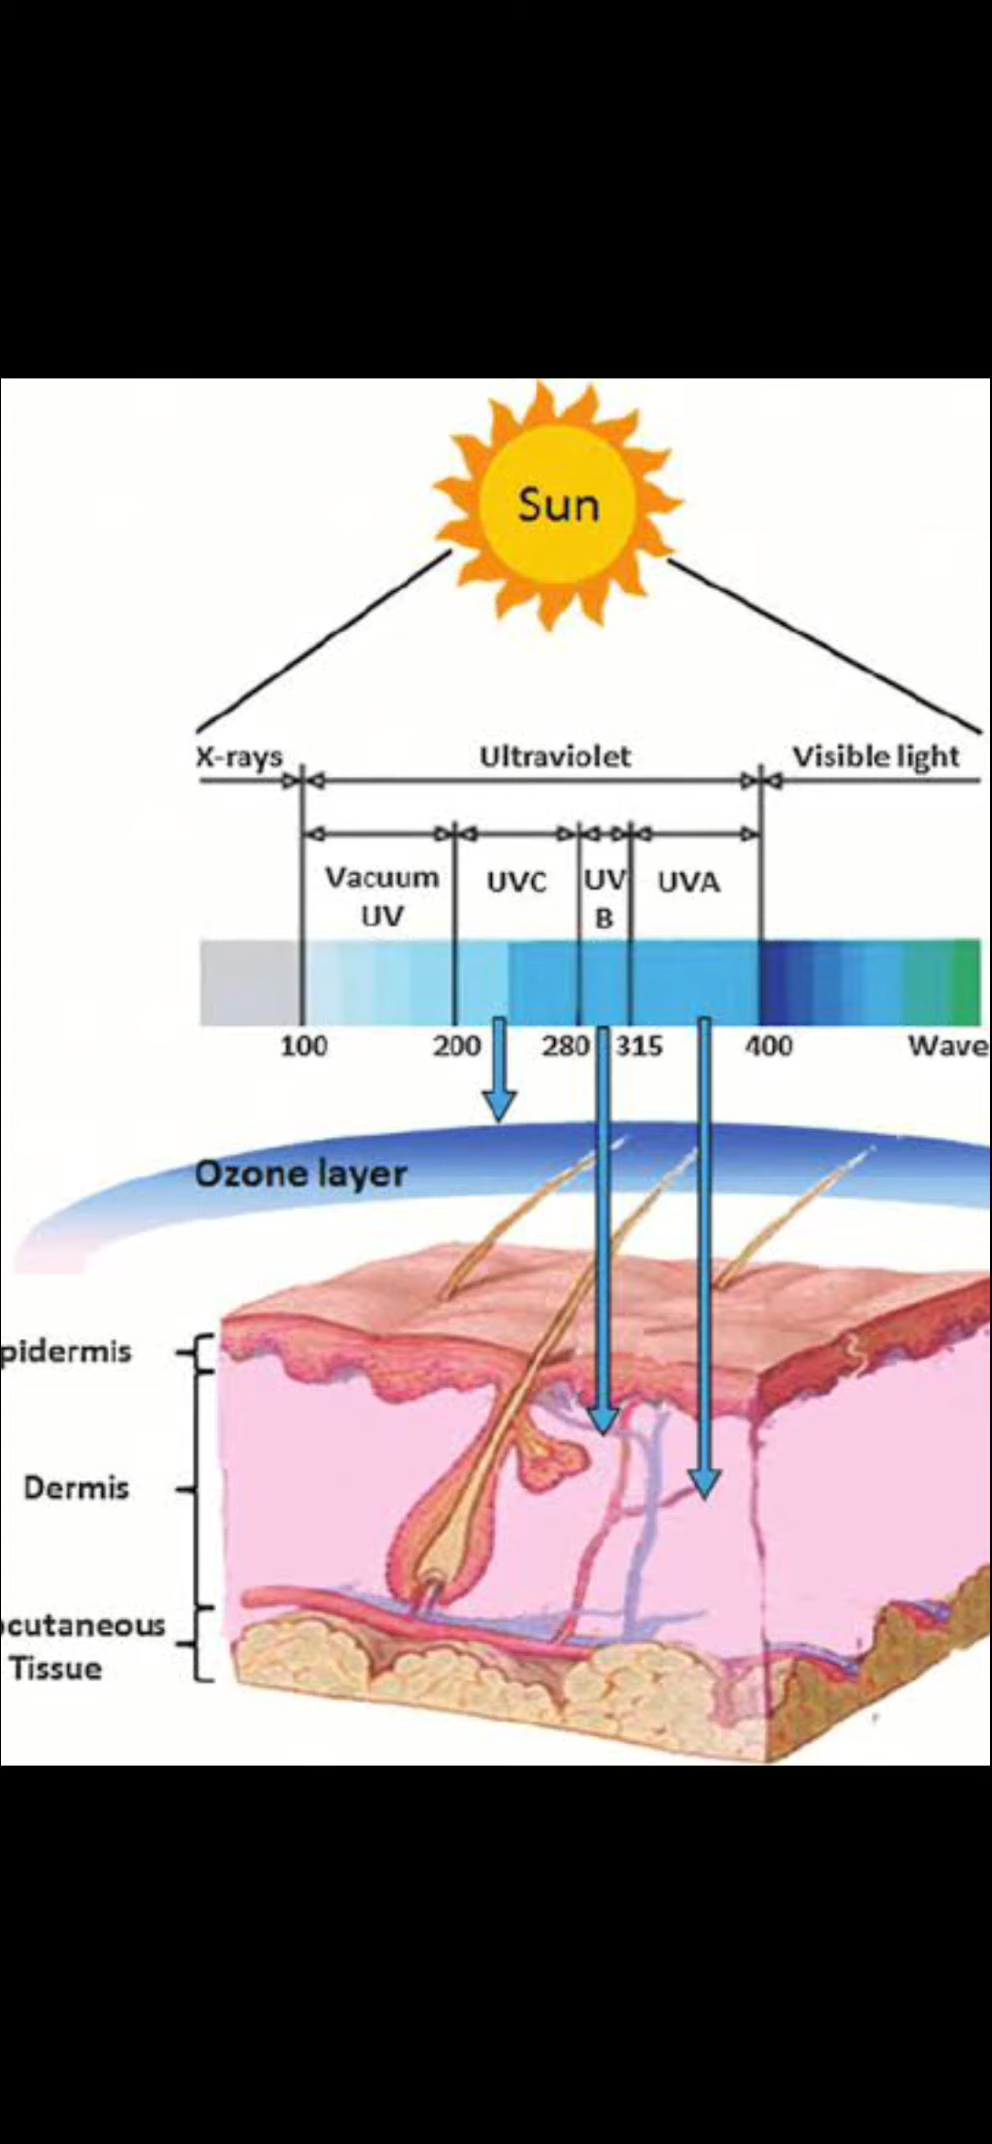 Sun
X-rays
Ultraviolet
Visible light
Vacuum
UV
UVC
UV
B
UVA
100
200
280
315
400
Wave
Ozone layer
pidermis
Dermis
ocutaneous
Tissue